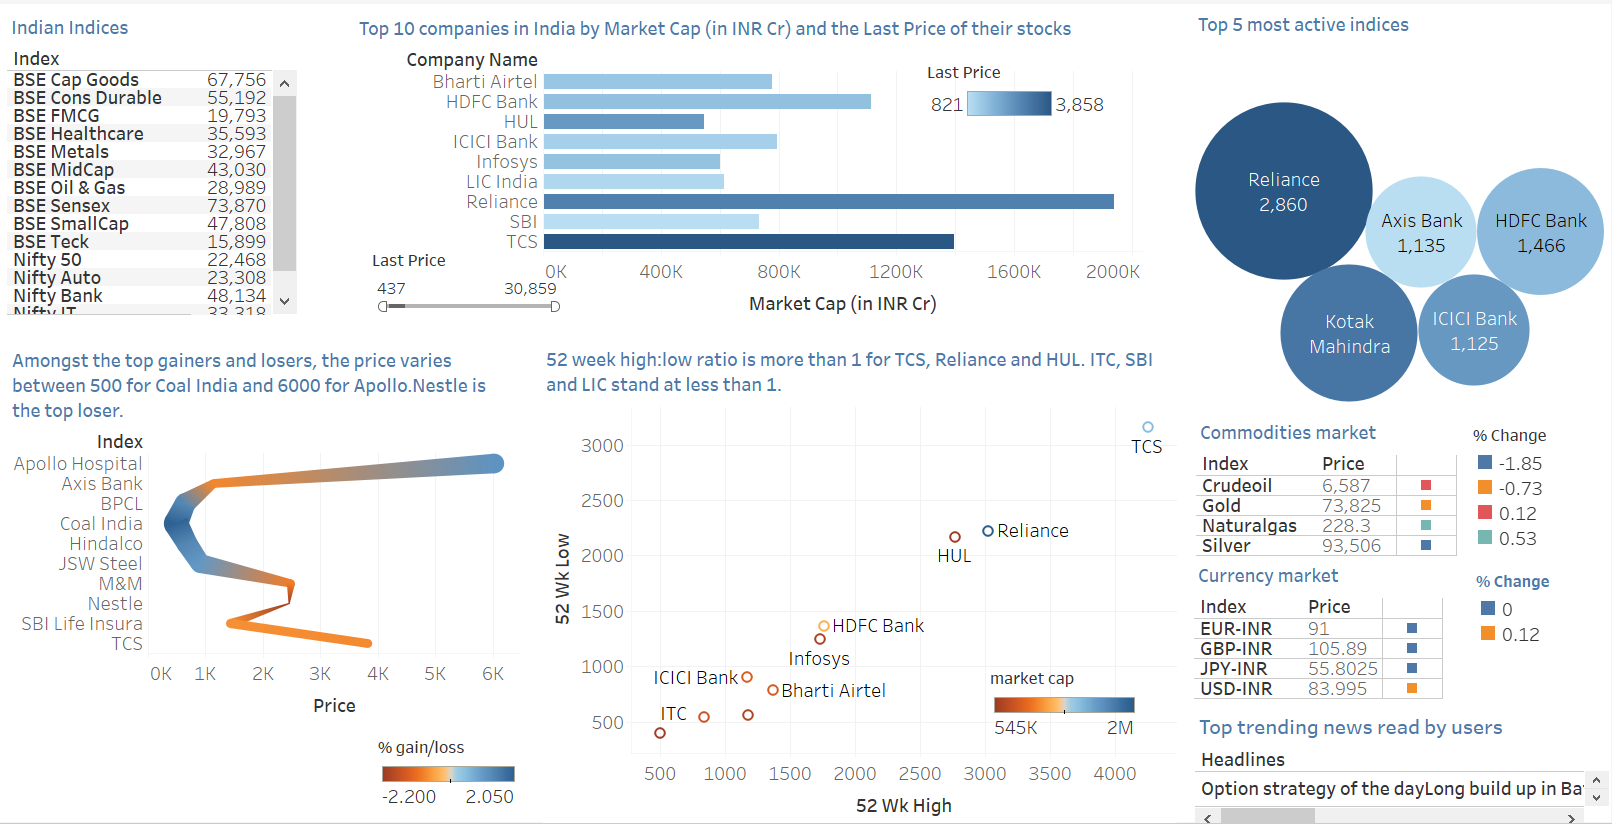 Indian Indices
Index
BSE Cap Goods 67,756
BSE Cons Durable 55,192
BSE FMCG 19,793
BSE Healthcare 35,593
BSE Metals 32,967
BSE MidCap 43,030
BSE Oil & Gas 28,989
BSE Sensex 73,870
BSE SmallCap 47,808
BSE Teck 15,899
Nifty 50 22,468
Nifty Auto 23,308
Nifty Bank 48,134
Nifty IT 33,318
Top 10 companies in India by Market Cap (in INR Cr) and the Last Price of their stocks
Company Name
Bharti Airtel
HDFC Bank
HUL
ICICI Bank
Infosys
LIC India
Reliance
SBI
TCS
Last Price
821 3,858
Last Price
437 30,859
0K 400K 800K 1200K 1600K 2000K
Market Cap (in INR Cr)
Top 5 most active indices
Reliance
2,860
Axis Bank
1,135
HDFC Bank
1,466
Kotak
Mahindra
ICICI Bank
1,125
Amongst the top gainers and losers, the price varies
between 500 for Coal India and 6000 for Apollo.Nestle is
the top loser.
Index
Apollo Hospital
Axis Bank
BPCL
Coal India
Hindalco
JSW Steel
M&M
Nestle
SBI Life Insura
TCS
0K 1K 2K 3K 4K 5K 6K
Price
% gain/loss
-2.200 2.050
52 week high:low ratio is more than 1 for TCS, Reliance and HUL. ITC, SBI
and LIC stand at less than 1.
52 Wk Low
3000
2500
2000
1500
1000
500
TCS
Reliance
HUL
HDFC Bank
Infosys
ICICI Bank
Bharti Airtel
ITC
market cap
545K 2M
500 1000 1500 2000 2500 3000 3500 4000
52 Wk High
Commodities market
Index Price
Crudeoil 6,587
Gold 73,825
Naturalgas 228.3
Silver 93,506
% Change
-1.85
-0.73
0.12
0.53
Currency market
Index Price
EUR-INR 91
GBP-INR 105.89
JPY-INR 55.8025
USD-INR 83.995
% Change
0
0.12
Top trending news read by users
Headlines
Option strategy of the dayLong build up in Ba